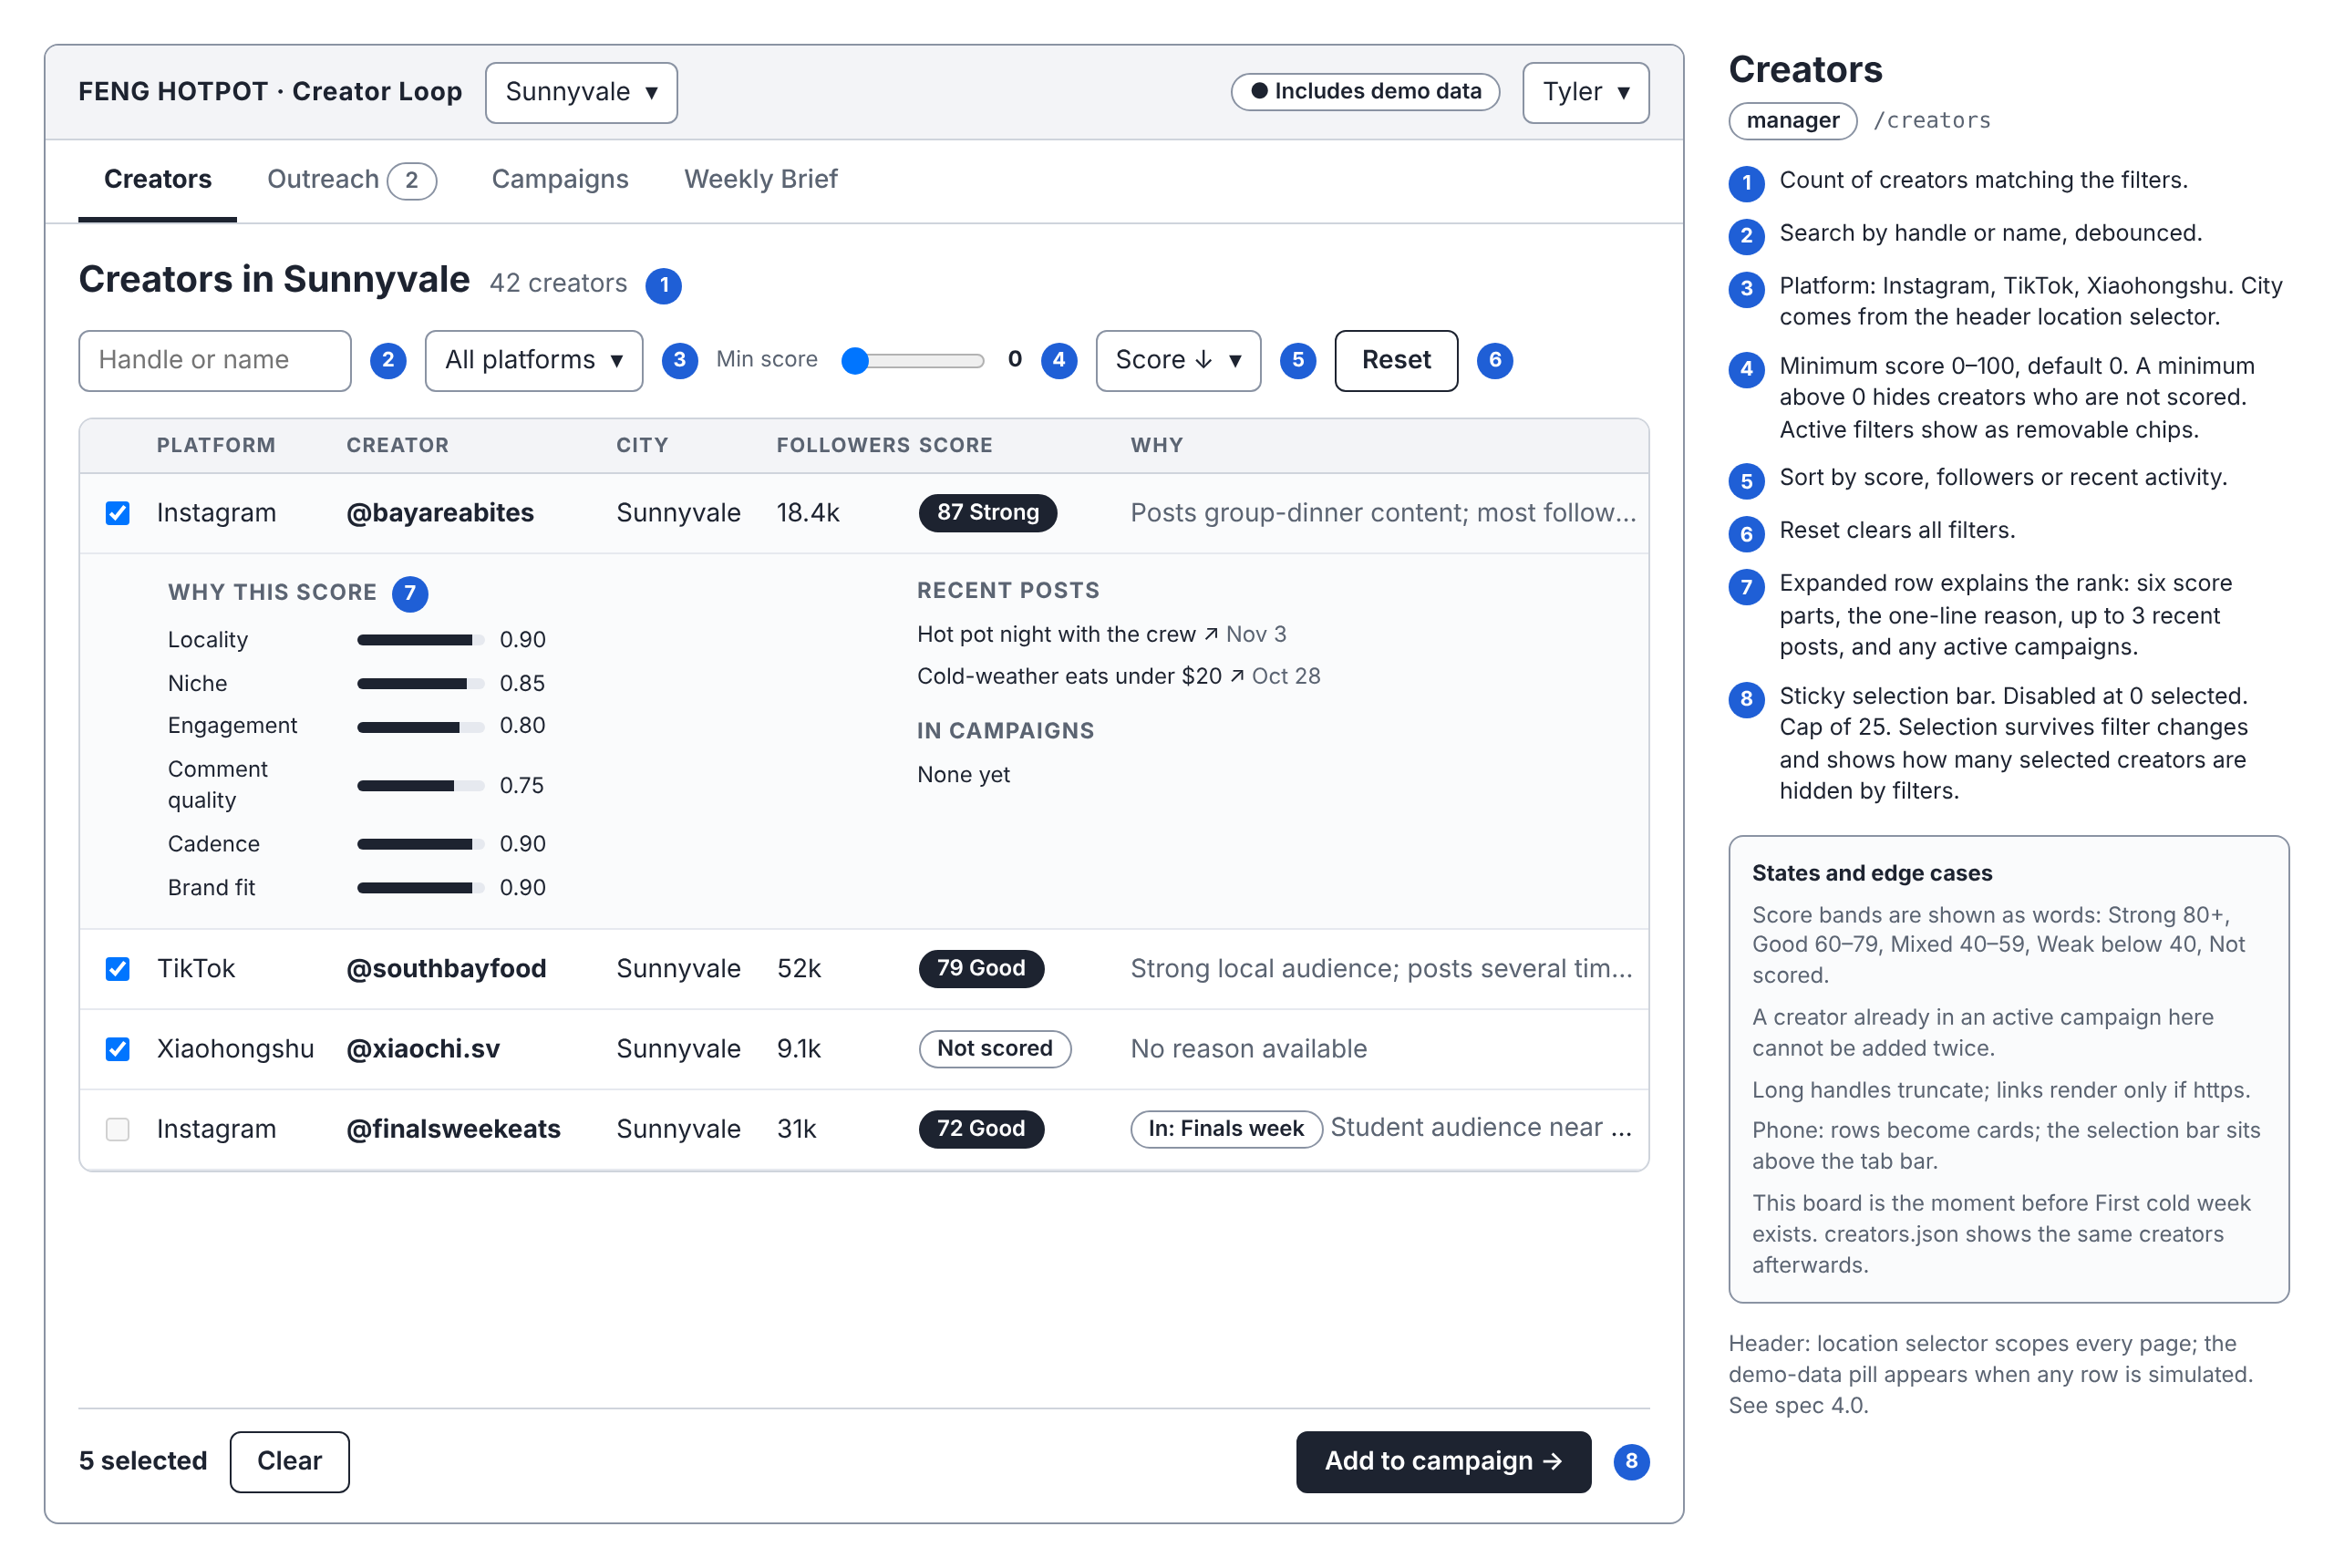 FENG HOTPOT · Creator Loop
Sunnyvale ▾
● Includes demo data
Tyler ▾
Creators
Outreach 2
Campaigns
Weekly Brief
Creators in Sunnyvale 42 creators 1
Handle or name 2 All platforms ▾ 3 Min score 0 4 Score ↓ ▾ 5 Reset 6
PLATFORM CREATOR CITY FOLLOWERS SCORE WHY
Instagram @bayareabites Sunnyvale 18.4k 87 Strong Posts group-dinner content; most follow...
WHY THIS SCORE 7
Locality 0.90
Niche 0.85
Engagement 0.80
Comment
quality 0.75
Cadence 0.90
Brand fit 0.90
RECENT POSTS
Hot pot night with the crew ↗ Nov 3
Cold-weather eats under $20 ↗ Oct 28
IN CAMPAIGNS
None yet
TikTok @southbayfood Sunnyvale 52k 79 Good Strong local audience; posts several tim...
Xiaohongshu @xiaochi.sv Sunnyvale 9.1k Not scored No reason available
Instagram @finalsweekeats Sunnyvale 31k 72 Good In: Finals week Student audience near ...
5 selected Clear Add to campaign → 8
Creators
manager /creators
1 Count of creators matching the filters.
2 Search by handle or name, debounced.
3 Platform: Instagram, TikTok, Xiaohongshu. City
comes from the header location selector.
4 Minimum score 0–100, default 0. A minimum
above 0 hides creators who are not scored.
Active filters show as removable chips.
5 Sort by score, followers or recent activity.
6 Reset clears all filters.
7 Expanded row explains the rank: six score
parts, the one-line reason, up to 3 recent
posts, and any active campaigns.
8 Sticky selection bar. Disabled at 0 selected.
Cap of 25. Selection survives filter changes
and shows how many selected creators are
hidden by filters.
States and edge cases
Score bands are shown as words: Strong 80+,
Good 60–79, Mixed 40–59, Weak below 40, Not
scored.
A creator already in an active campaign here
cannot be added twice.
Long handles truncate; links render only if https.
Phone: rows become cards; the selection bar sits
above the tab bar.
This board is the moment before First cold week
exists. creators.json shows the same creators
afterwards.
Header: location selector scopes every page; the
demo-data pill appears when any row is simulated.
See spec 4.0.